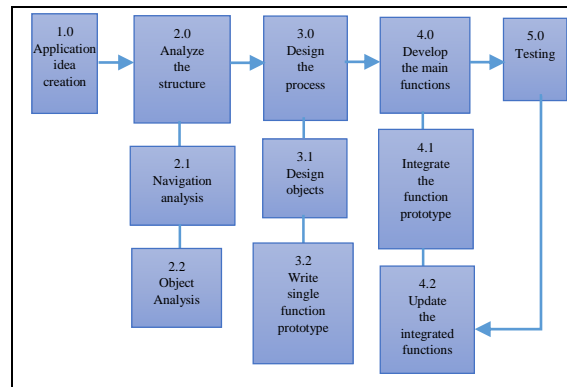 1.0
Application
idea
creation
2.0
Analyze
the
structure
3.0
Design
the
process
4.0
Develop
the main
functions
5.0
Testing
2.1
Navigation
analysis
3.1
Design
objects
4.1
Integrate
the
function
prototype
2.2
Object
Analysis
3.2
Write
single
function
prototype
4.2
Update
the
integrated
functions